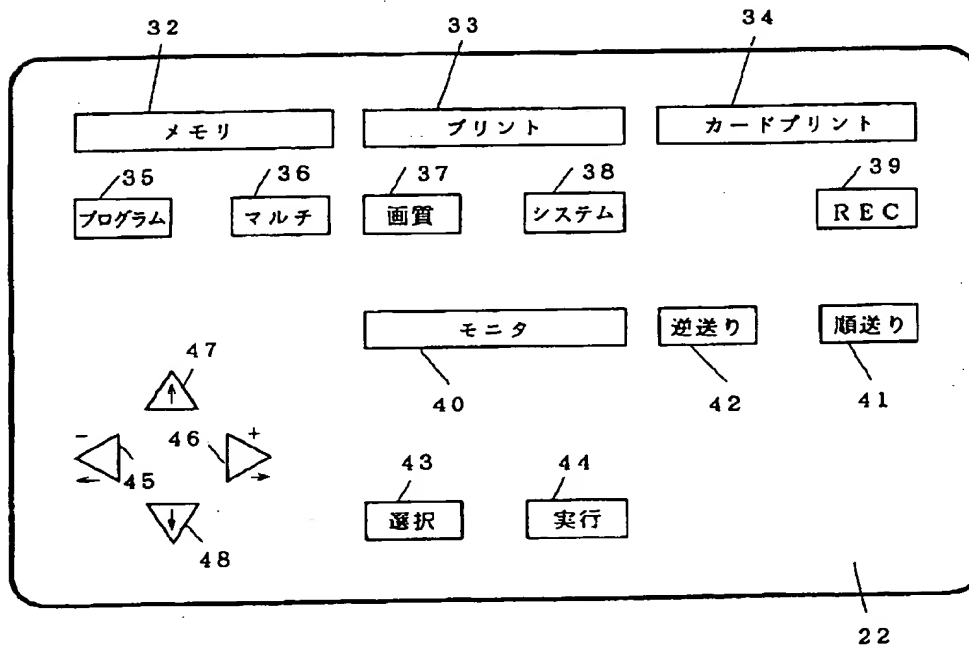 32 33 34
メモリ プリント カードプリント
35 36 37 38 39
プログラム マルチ 画質 システム REC
モニタ 逆送り 順送り
47 40 42 41
↑
- 46 + 43 44
← 45 → 選択 実行
↓
48
22